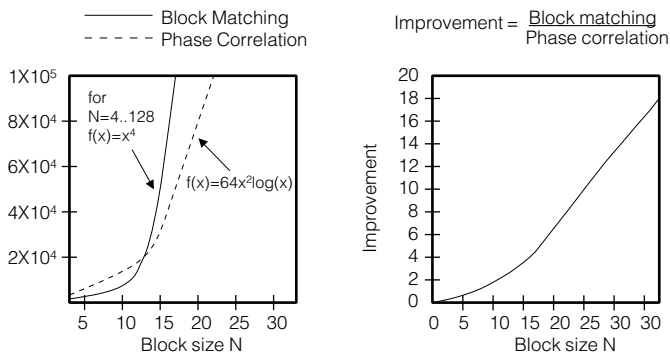 Block Matching
Phase Correlation
1X10⁵
8X10⁴
6X10⁴
4X10⁴
2X10⁴
for
N=4..128
f(x)=x⁴
f(x)=64x²log(x)
5 10 15 20 25 30
Block size N
Improvement = Block matching
Phase correlation
20
18
16
14
12
10
8
6
4
2
0
Improvement
0 5 10 15 20 25 30 30
Block size N